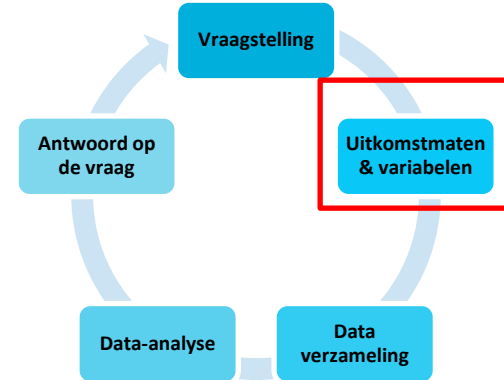 Vraagstelling
Uitkomstmaten
& variabelen
Data
verzameling
Data-analyse
Antwoord op
de vraag